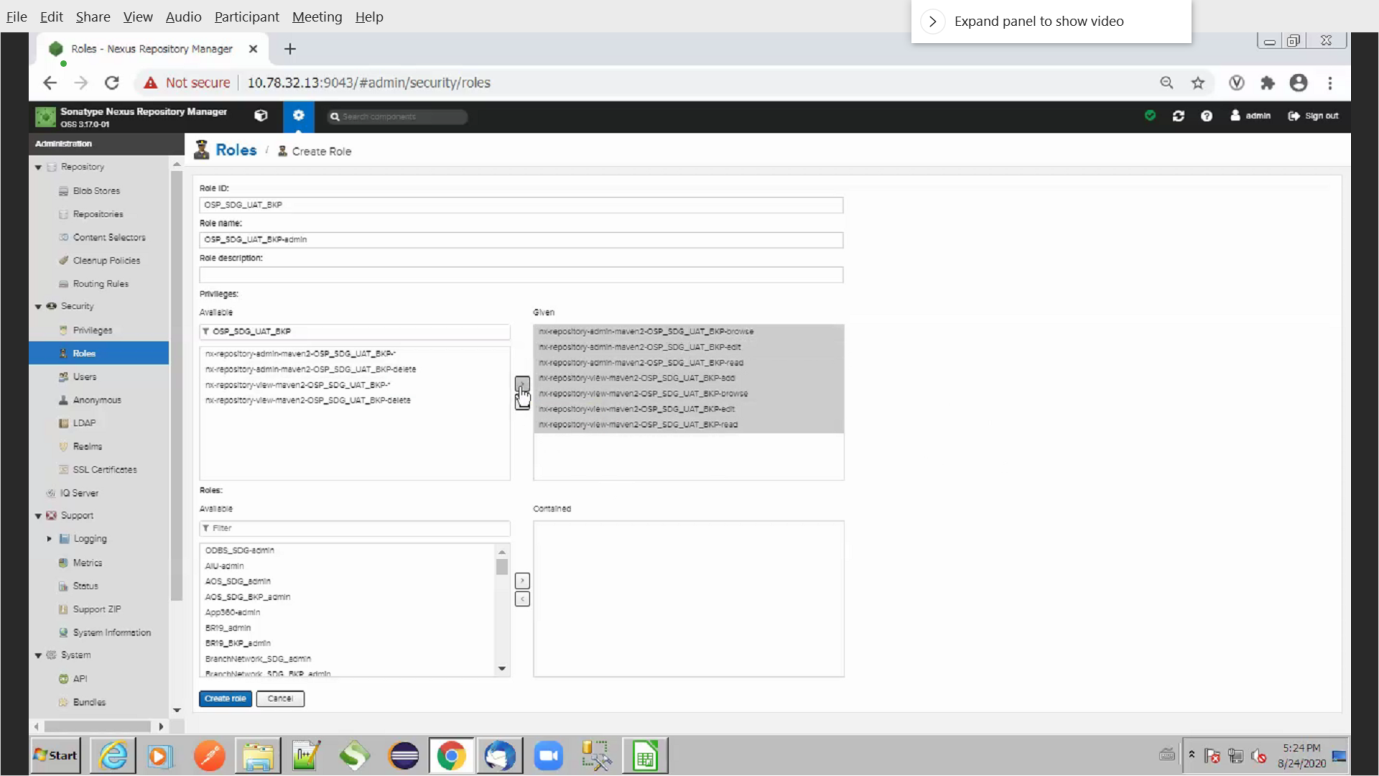 File Edit Share View Audio Participant Meeting Help
Expand panel to show video
Roles - Nexus Repository Manager
Not secure 10.78.32.13:9043/#admin/security/roles
Sonatype Nexus Repository Manager
OSS 3.17.0-01
Search components
admin Sign out
Administration
Roles / Create Role
Repository
Blob Stores
Repositories
Content Selectors
Cleanup Policies
Routing Rules
Security
Privileges
Roles
Users
Anonymous
LDAP
Realms
SSL Certificates
IQ Server
Support
Logging
Metrics
Status
Support ZIP
System Information
System
API
Bundles
Role ID:
OSP_SDG_UAT_BKP
Role name:
OSP_SDG_UAT_BKP-admin
Role description:
Privileges:
Available
OSP_SDG_UAT_BKP
nx-repository-admin-maven2-OSP_SDG_UAT_BKP-*
nx-repository-admin-maven2-OSP_SDG_UAT_BKP-delete
nx-repository-view-maven2-OSP_SDG_UAT_BKP-*
nx-repository-view-maven2-OSP_SDG_UAT_BKP-delete
Given
nx-repository-admin-maven2-OSP_SDG_UAT_BKP-browse
nx-repository-admin-maven2-OSP_SDG_UAT_BKP-edit
nx-repository-admin-maven2-OSP_SDG_UAT_BKP-read
nx-repository-view-maven2-OSP_SDG_UAT_BKP-add
nx-repository-view-maven2-OSP_SDG_UAT_BKP-browse
nx-repository-view-maven2-OSP_SDG_UAT_BKP-edit
nx-repository-view-maven2-OSP_SDG_UAT_BKP-read
Roles:
Available
Filter
ODBS_SDG-admin
AIU-admin
AOS_SDG_admin
AOS_SDG_BKP_admin
App360-admin
BR19_admin
BR19_BKP_admin
BranchNetwork_SDG_admin
BranchNetwork_SDG_BKP_admin
Contained
Create role Cancel
Start
5:24 PM
8/24/2020